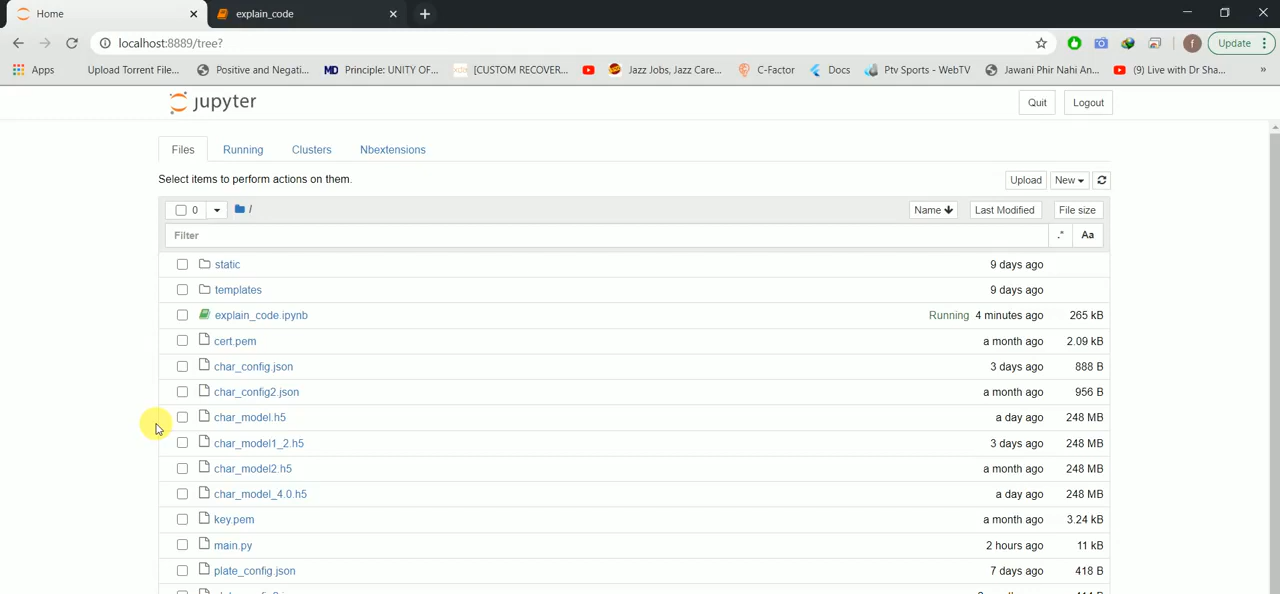 Home
explain_code
localhost:8889/tree?
f
Update
Apps
Upload Torrent File...
Positive and Negati...
MD Principle: UNITY OF...
[CUSTOM RECOVER...
Jazz Jobs, Jazz Care...
C-Factor
Docs
Ptv Sports - WebTV
Jawani Phir Nahi An...
(9) Live with Dr Sha...
»
jupyter
Quit
Logout
Files
Running
Clusters
Nbextensions
Select items to perform actions on them.
Upload
New
0
/
Name
Last Modified
File size
Filter
.*
Aa
static 9 days ago
templates 9 days ago
explain_code.ipynb Running 4 minutes ago 265 kB
cert.pem a month ago 2.09 kB
char_config.json 3 days ago 888 B
char_config2.json a month ago 956 B
char_model.h5 a day ago 248 MB
char_model1_2.h5 3 days ago 248 MB
char_model2.h5 a month ago 248 MB
char_model_4.0.h5 a day ago 248 MB
key.pem a month ago 3.24 kB
main.py 2 hours ago 11 kB
plate_config.json 7 days ago 418 B